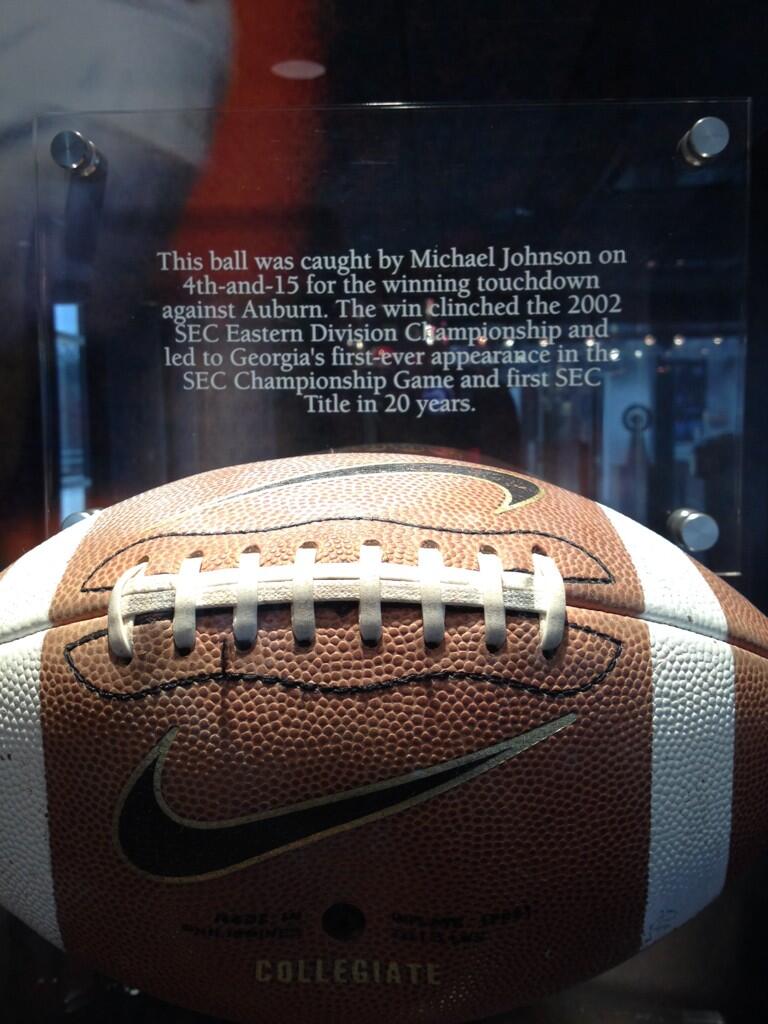 This ball was caught by Michael Johnson on
4th-and-15 for the winning touchdown
against Auburn. The win clinched the 2002
SEC Eastern Division Championship and
led to Georgia's first-ever appearance in the
SEC Championship Game and first SEC
Title in 20 years.
COLLEGIATE